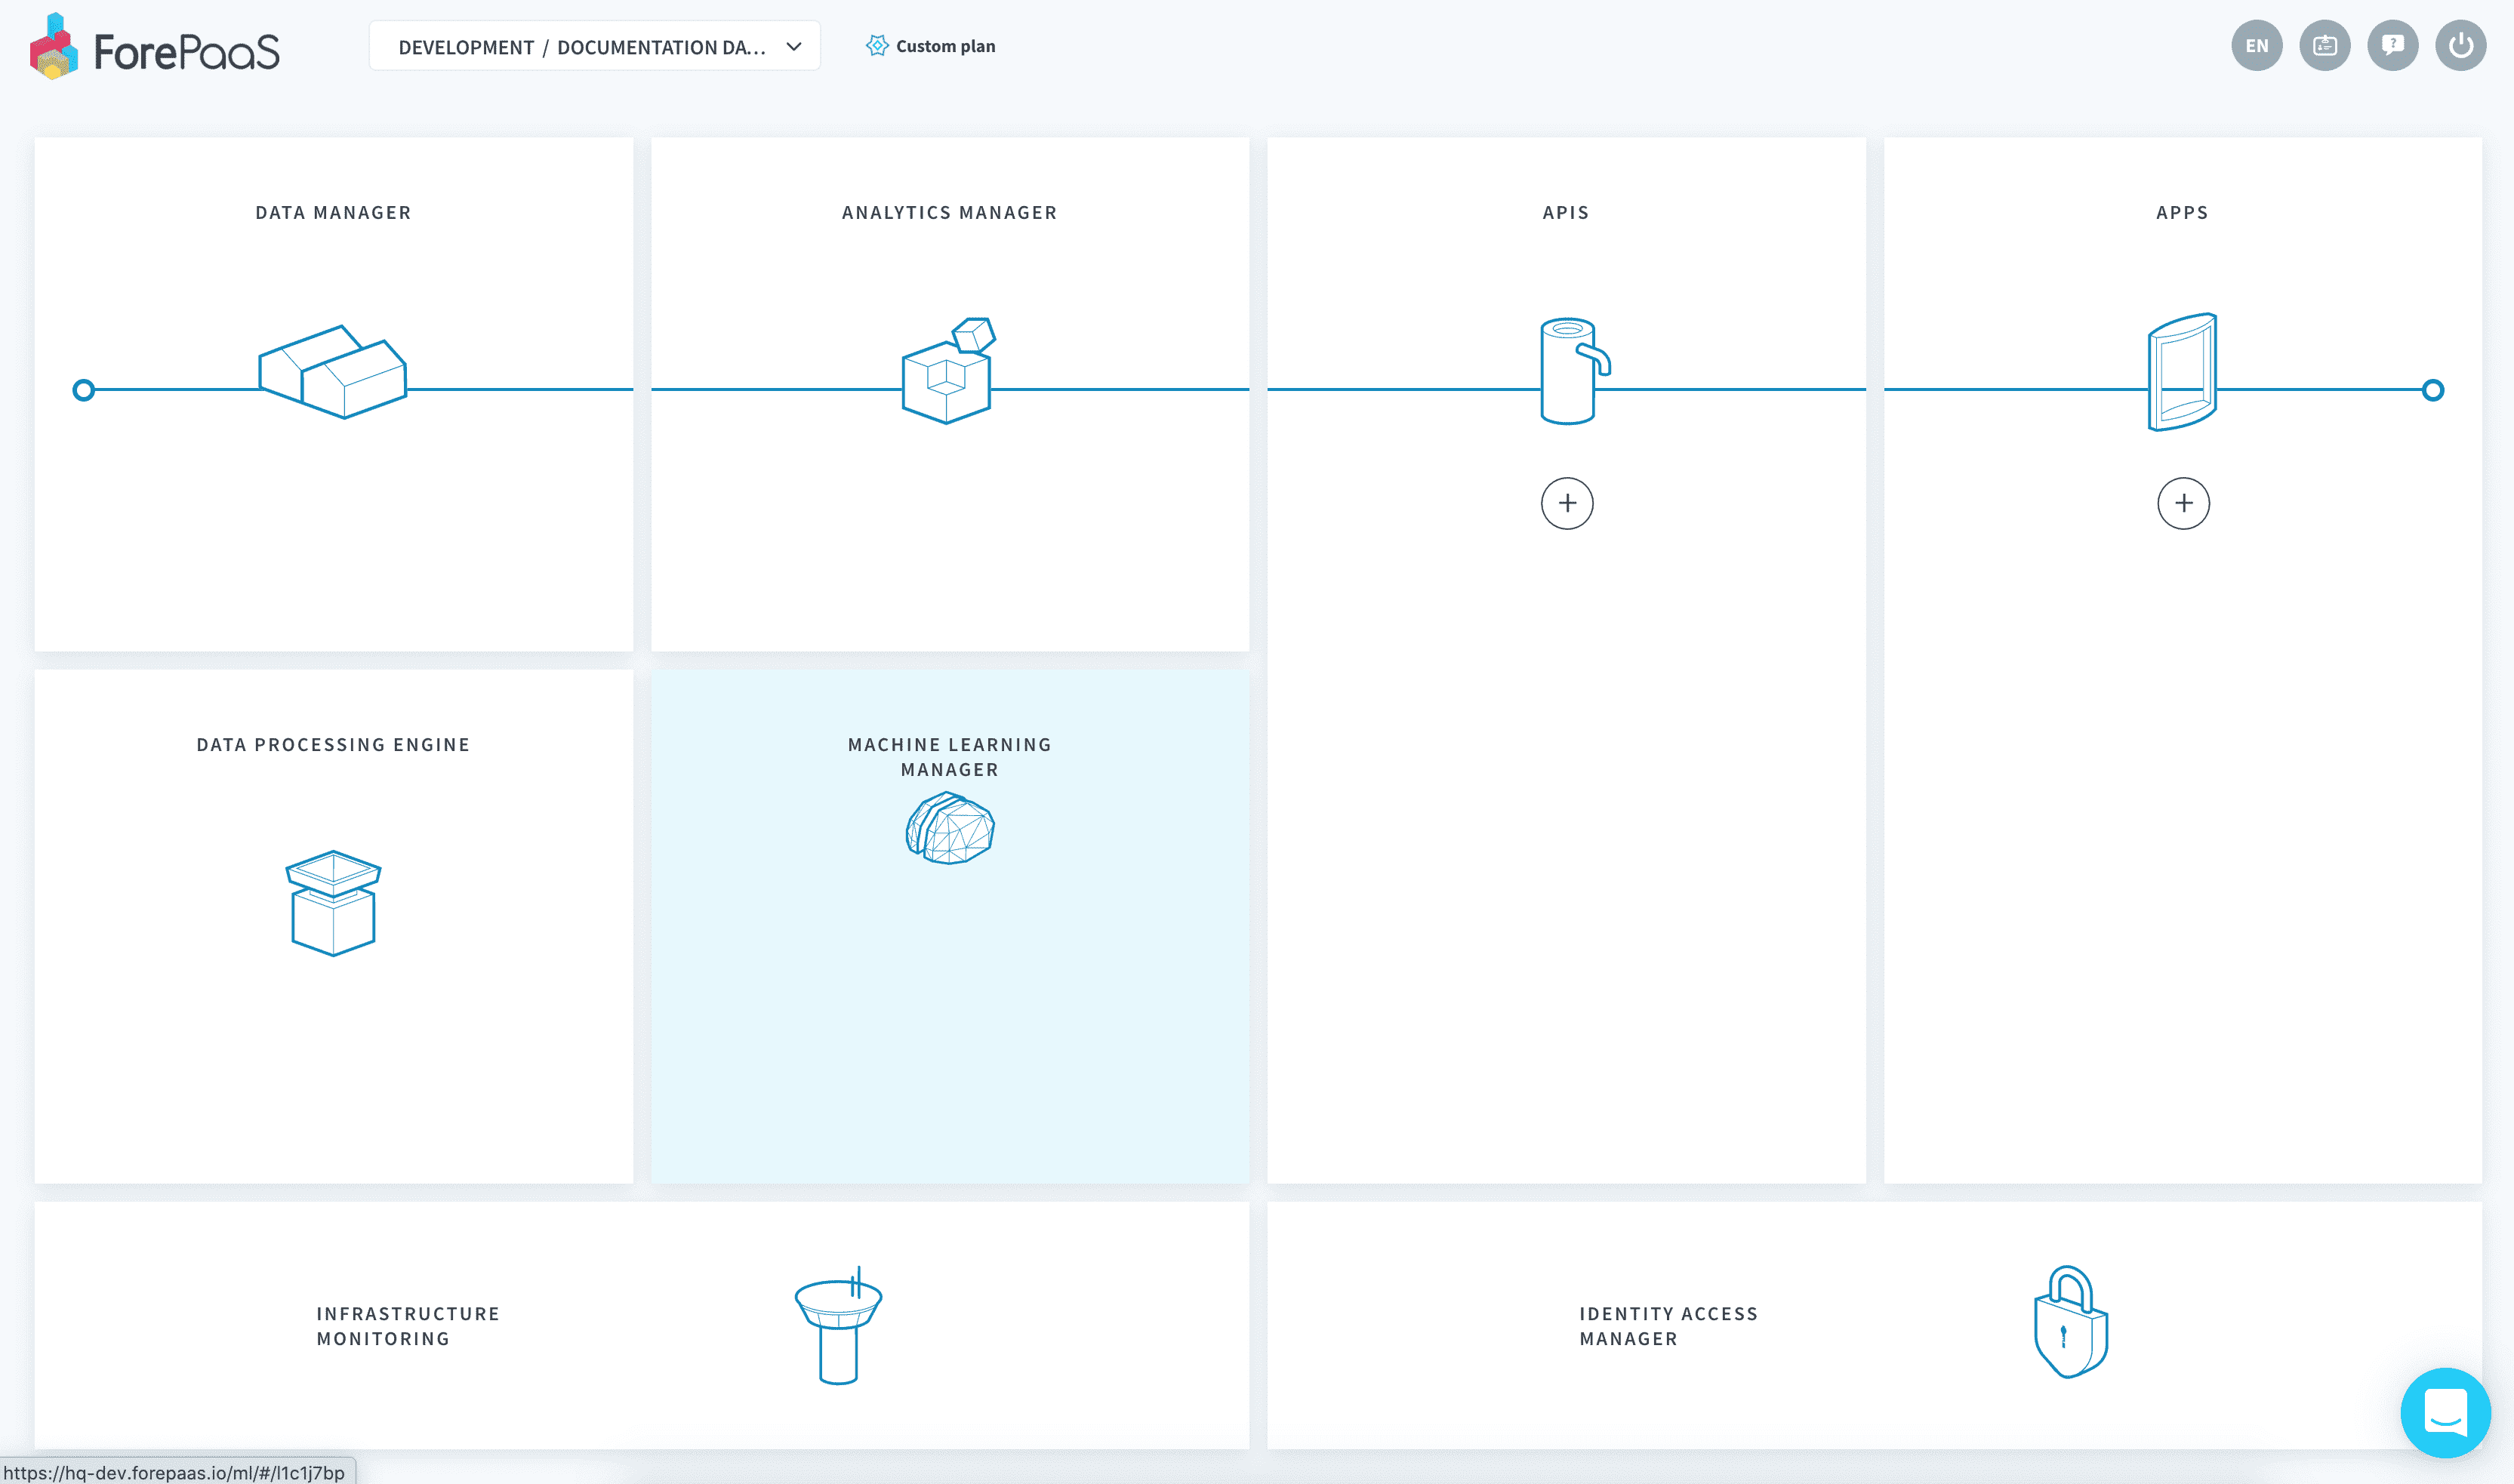 ForePaaS
DEVELOPMENT / DOCUMENTATION DA...
Custom plan
EN
?
DATA MANAGER
ANALYTICS MANAGER
APIS
APPS
DATA PROCESSING ENGINE
MACHINE LEARNING
MANAGER
INFRASTRUCTURE
MONITORING
IDENTITY ACCESS
MANAGER
https://hq-dev.forepaas.io/ml/#/l1c1j7bp